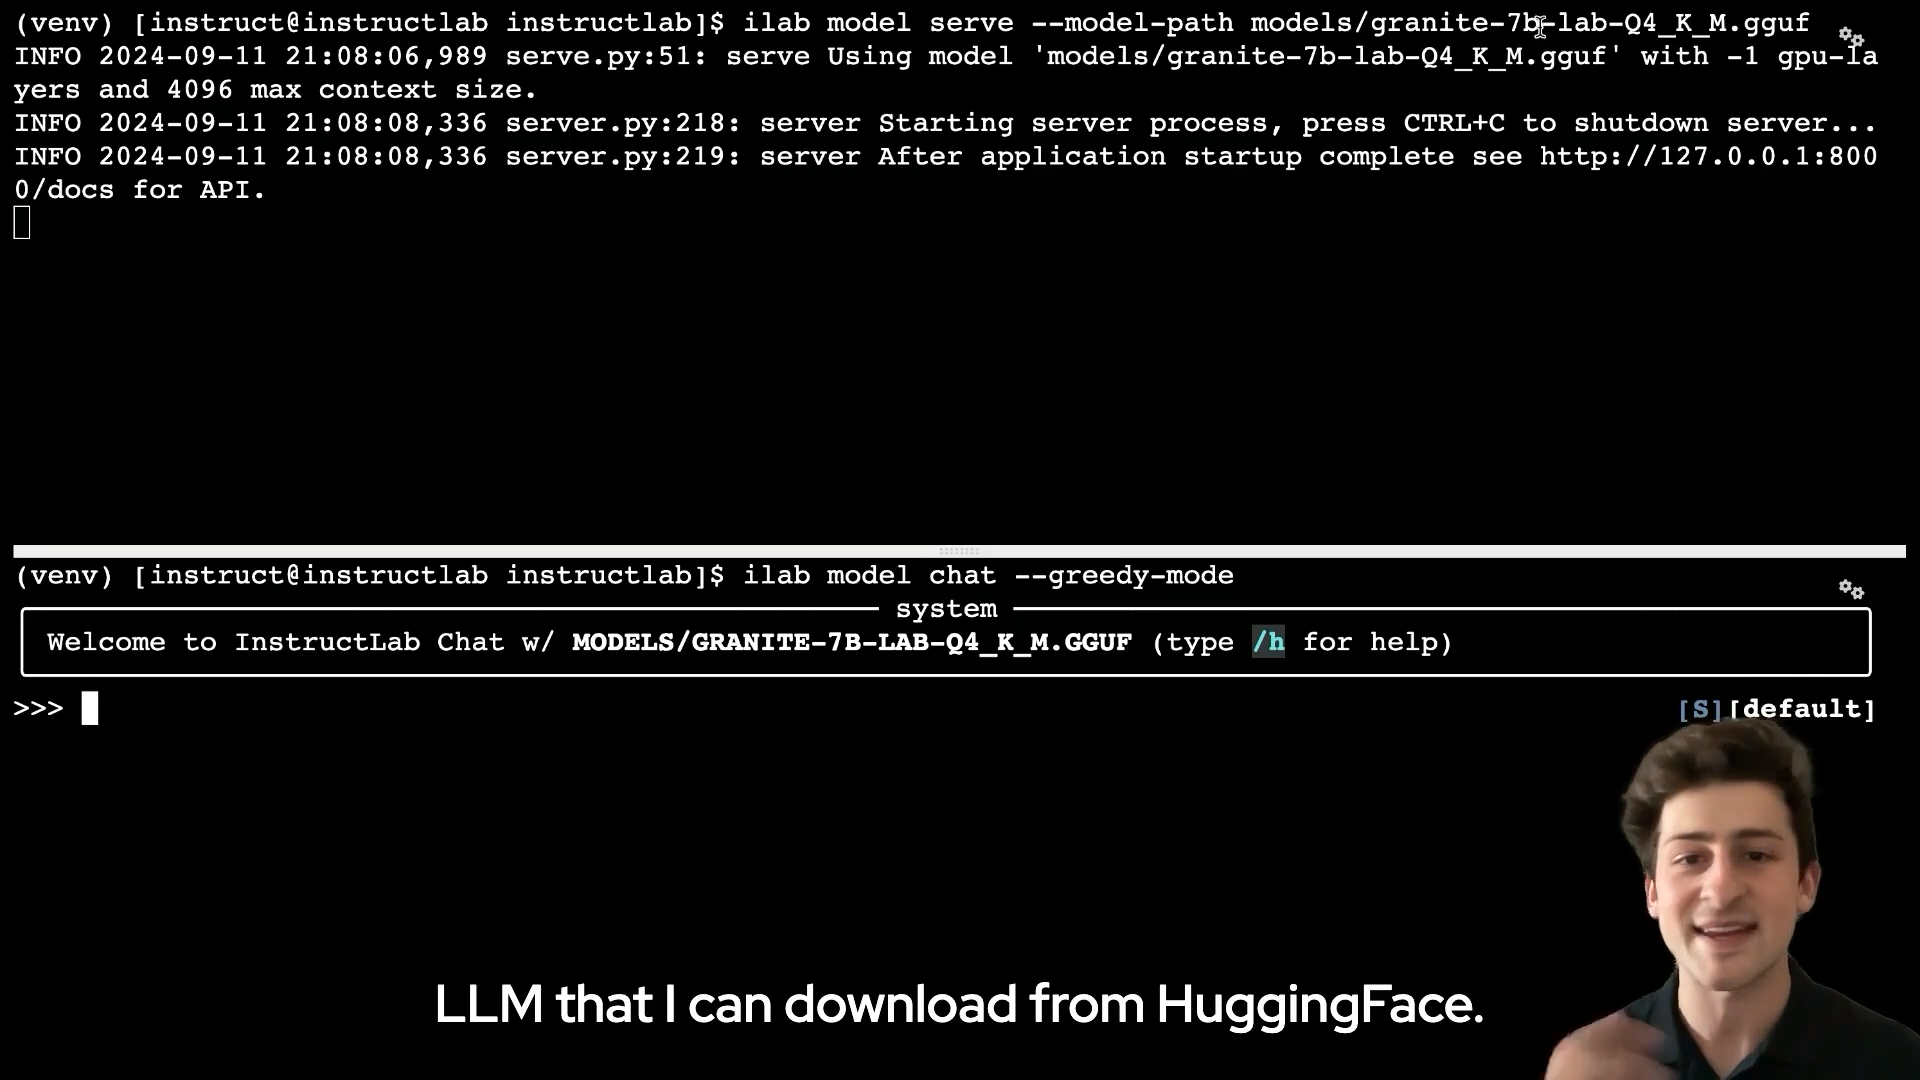 (venv) [instruct@instructlab instructlab]$ ilab model serve --model-path models/granite-7b-lab-Q4_K_M.gguf
INFO 2024-09-11 21:08:06,989 serve.py:51: serve Using model 'models/granite-7b-lab-Q4_K_M.gguf' with -1 gpu-la
yers and 4096 max context size.
INFO 2024-09-11 21:08:08,336 server.py:218: server Starting server process, press CTRL+C to shutdown server...
INFO 2024-09-11 21:08:08,336 server.py:219: server After application startup complete see http://127.0.0.1:800
0/docs for API.
(venv) [instruct@instructlab instructlab]$ ilab model chat --greedy-mode
system
Welcome to InstructLab Chat w/ MODELS/GRANITE-7B-LAB-Q4_K_M.GGUF (type /h for help)
>>> [S][default]
LLM that I can download from HuggingFace.